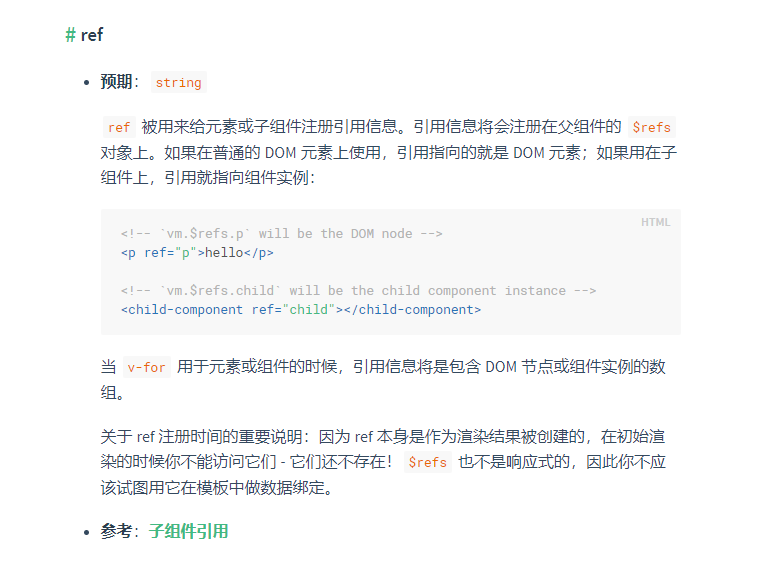 # ref
预期： string
ref 被用来给元素或子组件注册引用信息。引用信息将会注册在父组件的 $refs
对象上。如果在普通的 DOM 元素上使用，引用指向的就是 DOM 元素；如果用在子
组件上，引用就指向组件实例：
HTML
<!-- `vm.$refs.p` will be the DOM node -->
<p ref="p">hello</p>
<!-- `vm.$refs.child` will be the child component instance -->
<child-component ref="child"></child-component>
当 v-for 用于元素或组件的时候，引用信息将是包含 DOM 节点或组件实例的数
组。
关于 ref 注册时间的重要说明：因为 ref 本身是作为渲染结果被创建的，在初始渲
染的时候你不能访问它们 - 它们还不存在！ $refs 也不是响应式的，因此你不应
该试图用它在模板中做数据绑定。
参考：子组件引用